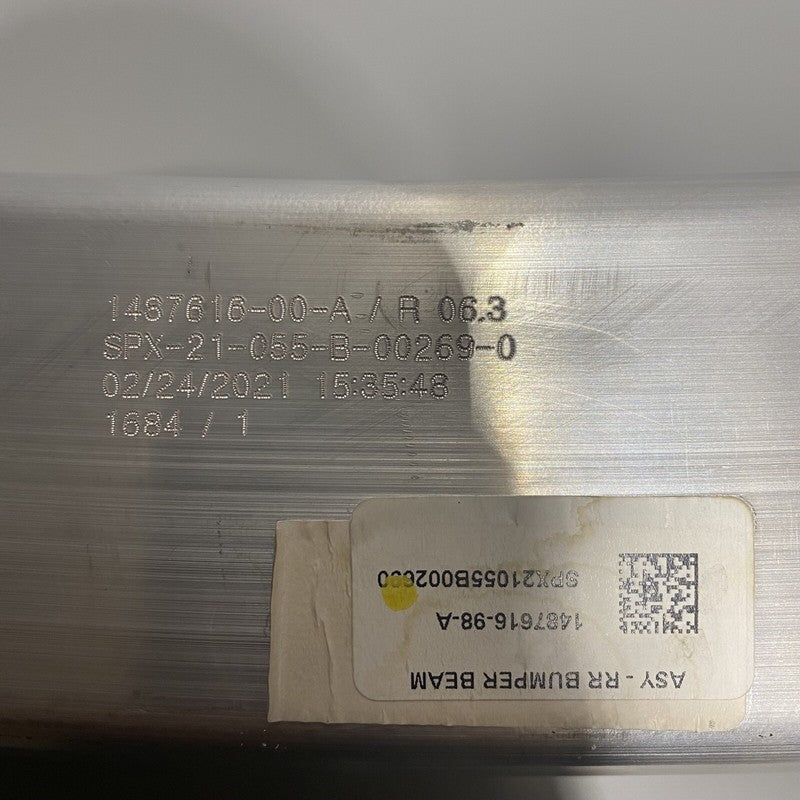 1487616-00-A / R 06.3
SPX-21-055-B-00269-0
02/24/2021 15:35:48
1684 / 1
ASY - RR BUMPER BEAM
1487616-98-A